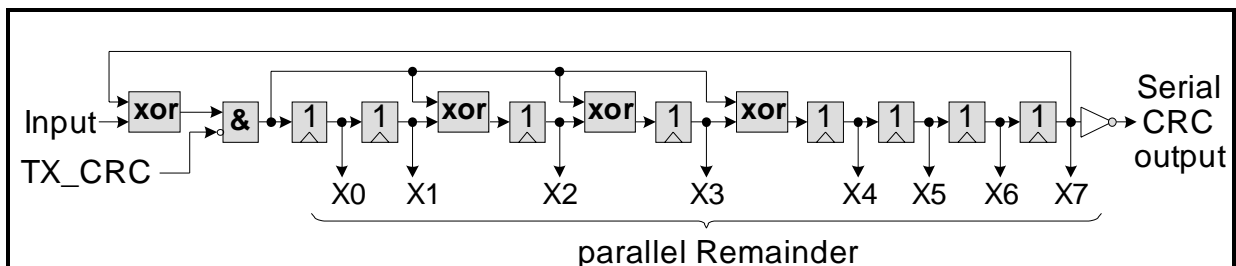 Input
TX_CRC
xor
&
1
1
xor
1
xor
1
xor
1
1
1
1
Serial
CRC
output
X0
X1
X2
X3
X4
X5
X6
X7
parallel Remainder